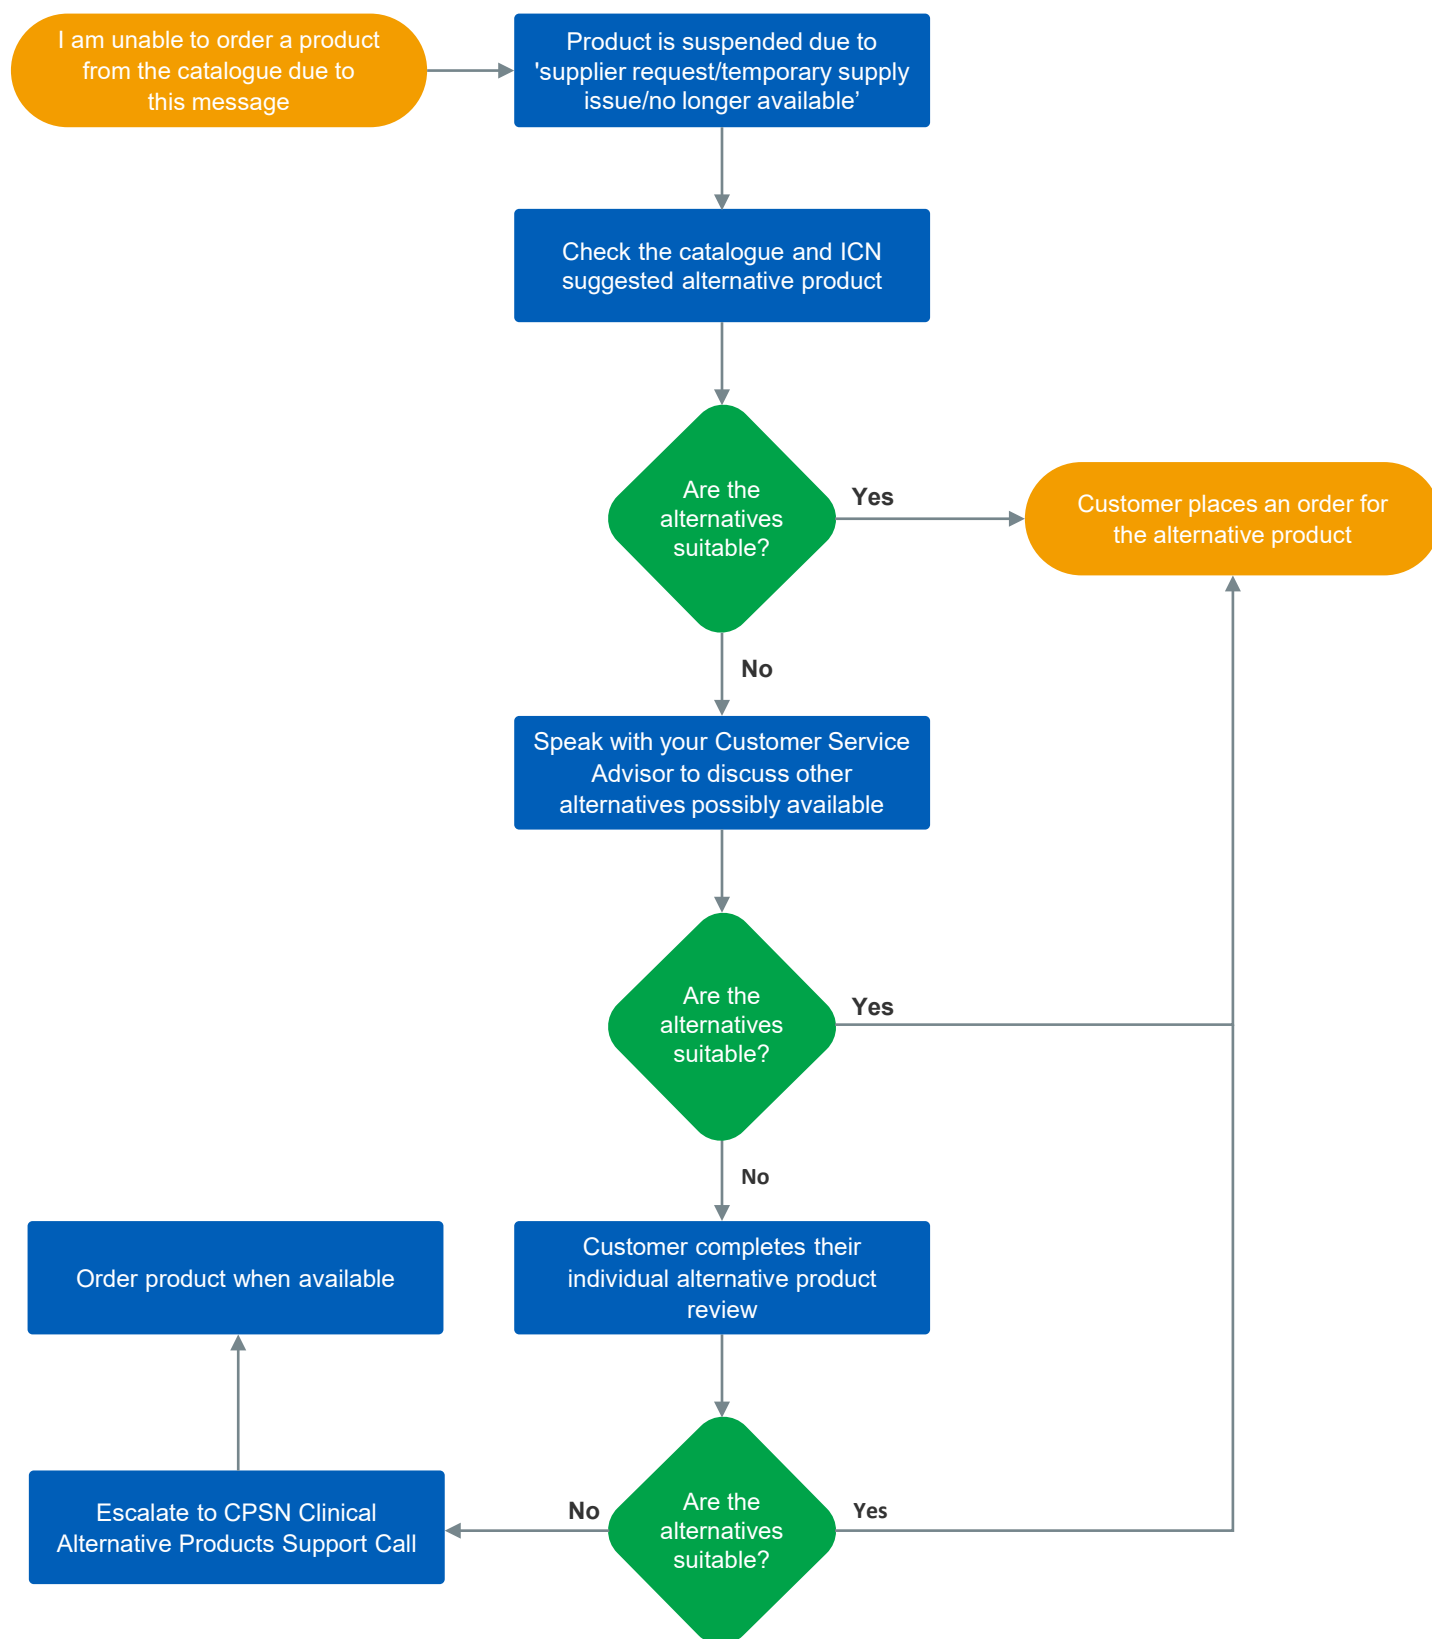 I am unable to order a product
from the catalogue due to
this message
Product is suspended due to
'supplier request/temporary supply
issue/no longer available’
Check the catalogue and ICN
suggested alternative product
Are the
alternatives
suitable?
Yes
Customer places an order for
the alternative product
No
Speak with your Customer Service
Advisor to discuss other
alternatives possibly available
Are the
alternatives
suitable?
Yes
No
Customer completes their
individual alternative product
review
Order product when available
Are the
alternatives
suitable?
Yes
No
Escalate to CPSN Clinical
Alternative Products Support Call